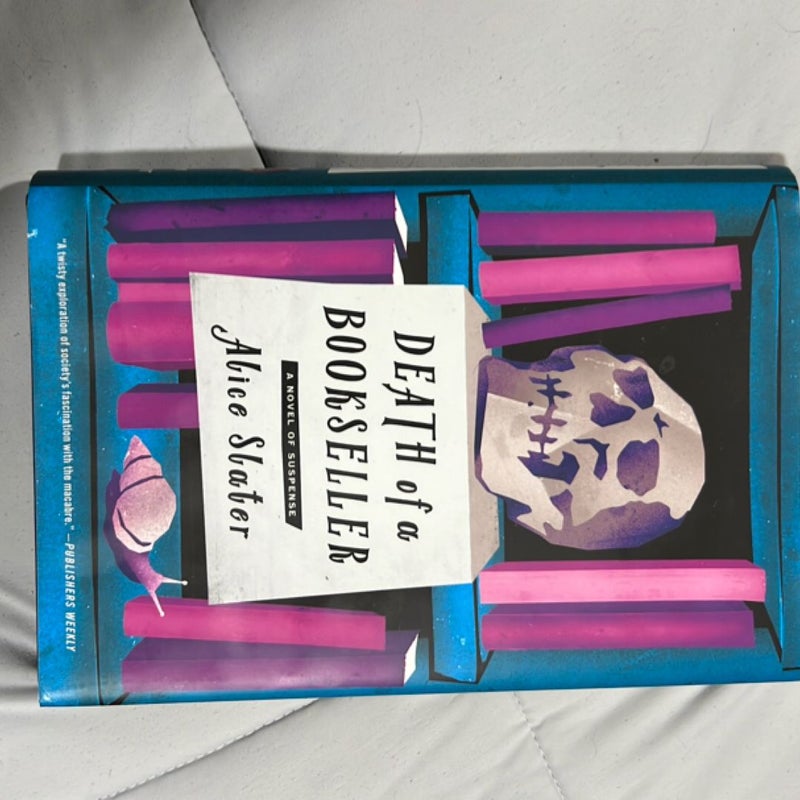 DEATH of a
BOOKSELLER
A NOVEL OF SUSPENSE
Alice Slater
"A twisty exploration of society's fascination with the macabre." —PUBLISHERS WEEKLY